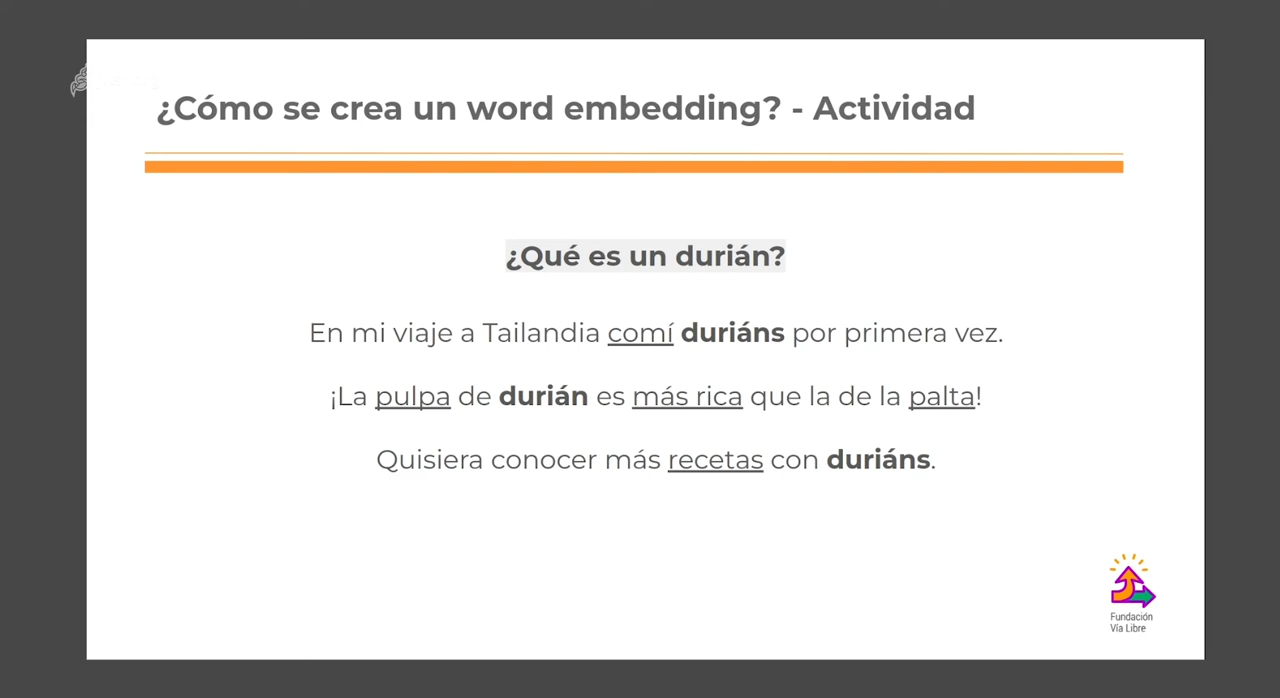 ¿Cómo se crea un word embedding? - Actividad
¿Qué es un durián?
En mi viaje a Tailandia comí duriáns por primera vez.
¡La pulpa de durián es más rica que la de la palta!
Quisiera conocer más recetas con duriáns.
Fundación
Vía Libre